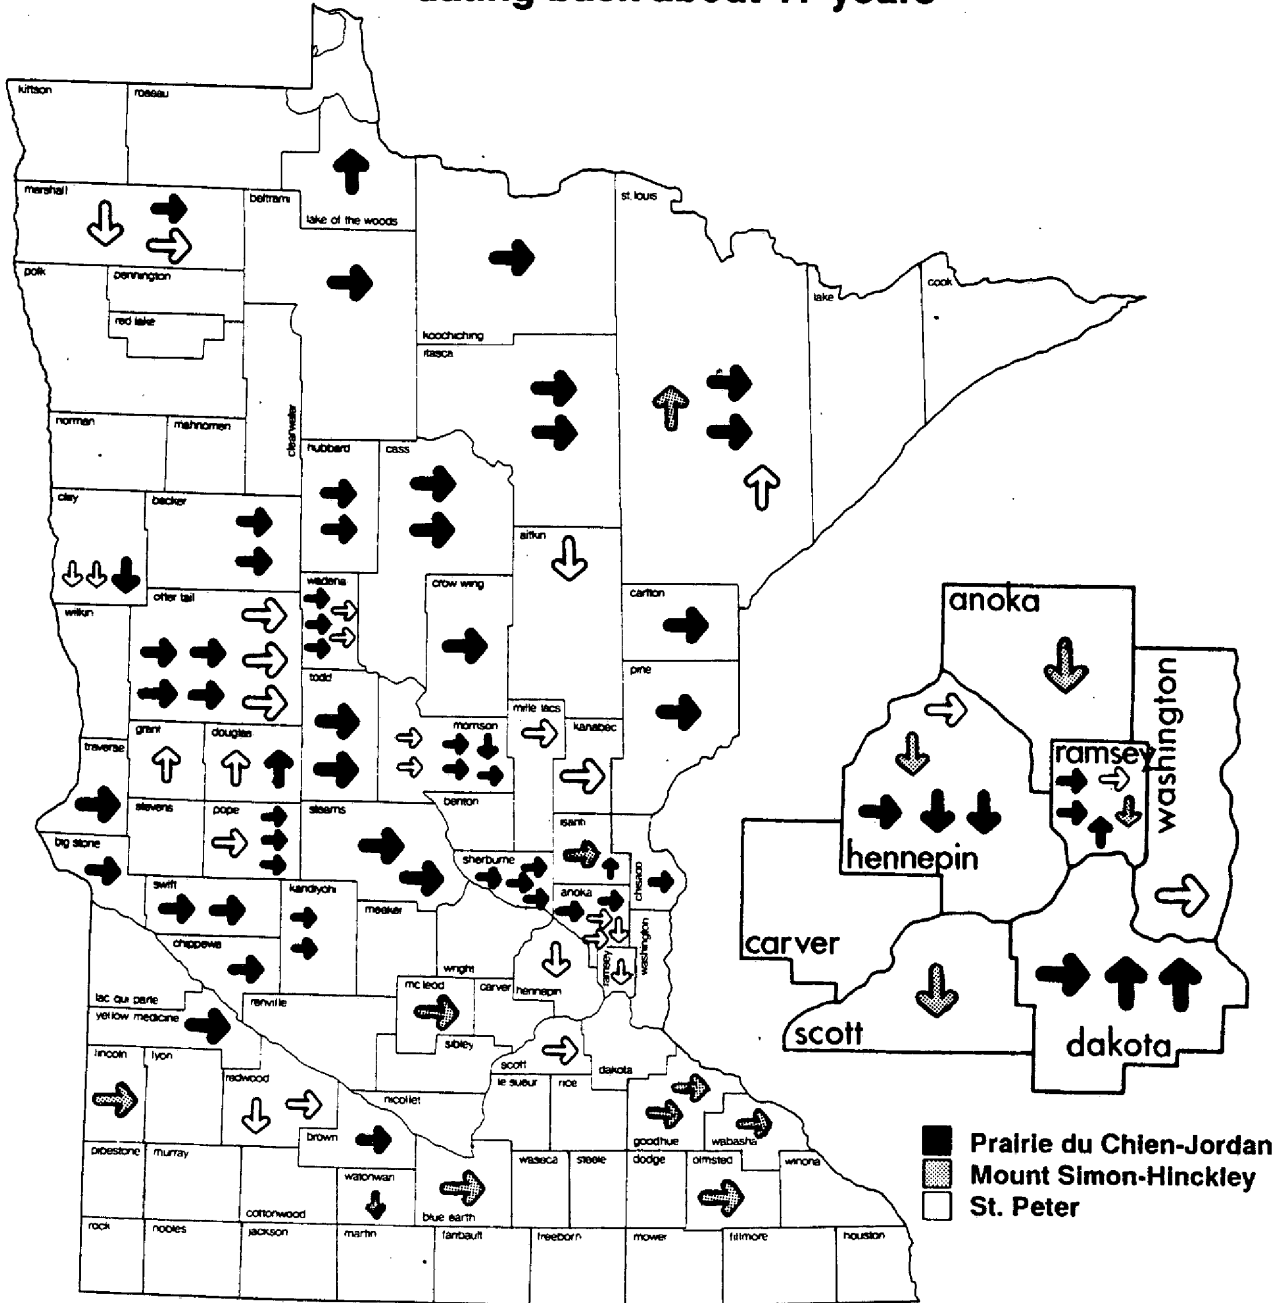 dating back about 17 years
kittson
roseau
marshall
beltrami
lake of the woods
st. louis
polk
pennington
red lake
koochiching
itasca
lake
cook
norman
mahnomen
clearwater
hubbard
cass
clay
becker
aitkin
wadena
crow wing
carlton
wilkin
otter tail
todd
pine
mille lacs
kanabec
grant
douglas
morrison
traverse
stevens
pope
stearns
benton
isanti
big stone
sherburne
chisago
swift
kandiyohi
anoka
meeker
chippewa
washington
wright
ramsey
lac qui parle
renville
mc leod
carver
hennepin
yellow medicine
sibley
scott
dakota
lincoln
lyon
redwood
nicollet
le sueur
rice
goodhue
wabasha
brown
pipestone
murray
waseca
steele
dodge
olmsted
winona
watonwan
cottonwood
blue earth
rock
nobles
jackson
martin
faribault
freeborn
mower
fillmore
houston
anoka
washington
ramsey
hennepin
carver
scott
dakota
Prairie du Chien-Jordan
Mount Simon-Hinckley
St. Peter